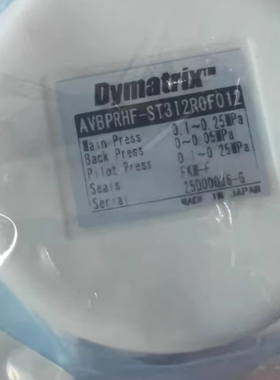 Dymatrix™
AVBPRHF-ST312R0F012
Main Press 0.1~0.25MPa
Back Press 0~0.05MPa
Pilot Press 0.1~0.25MPa
Seals FKM-F
Serial
MADE IN JAPAN